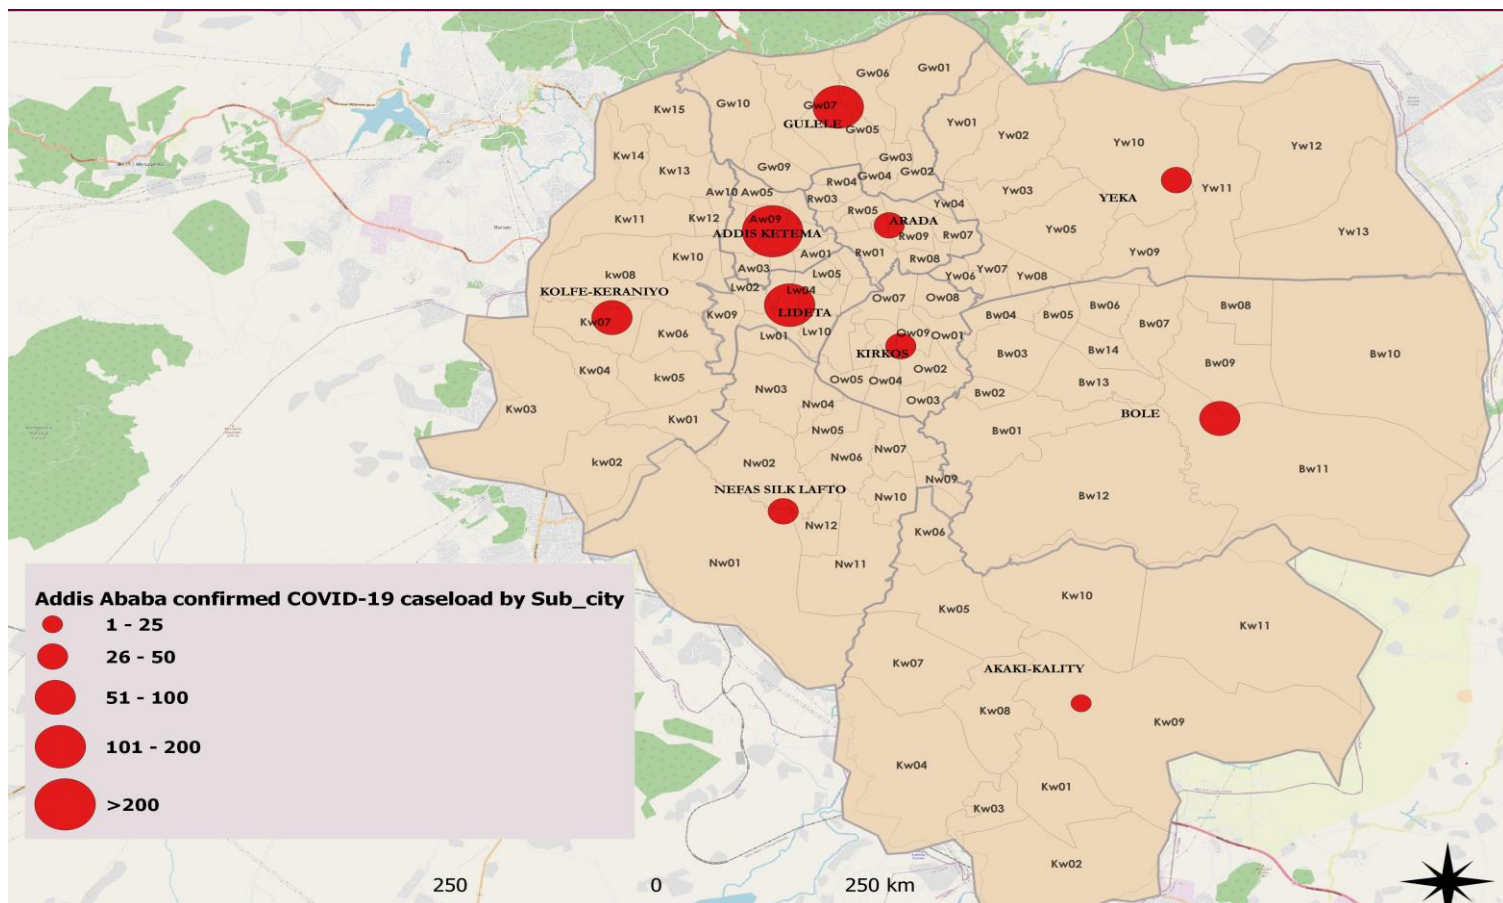 Gw01
Gw06
Kw15
Gw10
Gw07
GULELE
Gw05
Yw01
Yw02
Yw10
Yw12
Kw14
Kw13
Gw09
Gw03
Gw04
Gw02
Rw04
Yw03
YEKA
Yw11
Aw10
Aw05
Rw03
Rw05
Yw04
Kw11
Kw12
Aw09
ADDIS KETEMA
ARADA
Rw09
Rw07
Yw05
Yw13
Kw10
Aw01
Rw01
Rw08
Yw09
kw08
Aw03
Lw05
Yw06
Yw07
Yw08
KOLFE-KERANIYO
Lw02
Lw04
Ow07
Ow08
Kw07
Kw09
LIDETA
Bw04
Bw05
Bw06
Bw07
Bw08
Kw06
Lw01
Lw10
Ow09
Ow01
KIRKOS
Bw03
Bw14
Bw09
Bw10
Kw04
kw05
Ow05
Ow04
Ow02
Nw03
Ow03
Bw02
Bw13
Kw03
Kw01
Nw04
BOLE
Nw05
Bw01
kw02
Nw02
Nw06
Nw07
Bw11
NEFAS SILK LAFTO
Nw09
Nw10
Bw12
Nw12
Kw06
Nw01
Nw11
Kw05
Kw10
Kw11
Kw07
AKAKI-KALITY
Kw08
Kw09
Kw04
Kw01
Kw03
Kw02
Addis Ababa confirmed COVID-19 caseload by Sub_city
1 - 25
26 - 50
51 - 100
101 - 200
>200
250 0 250 km